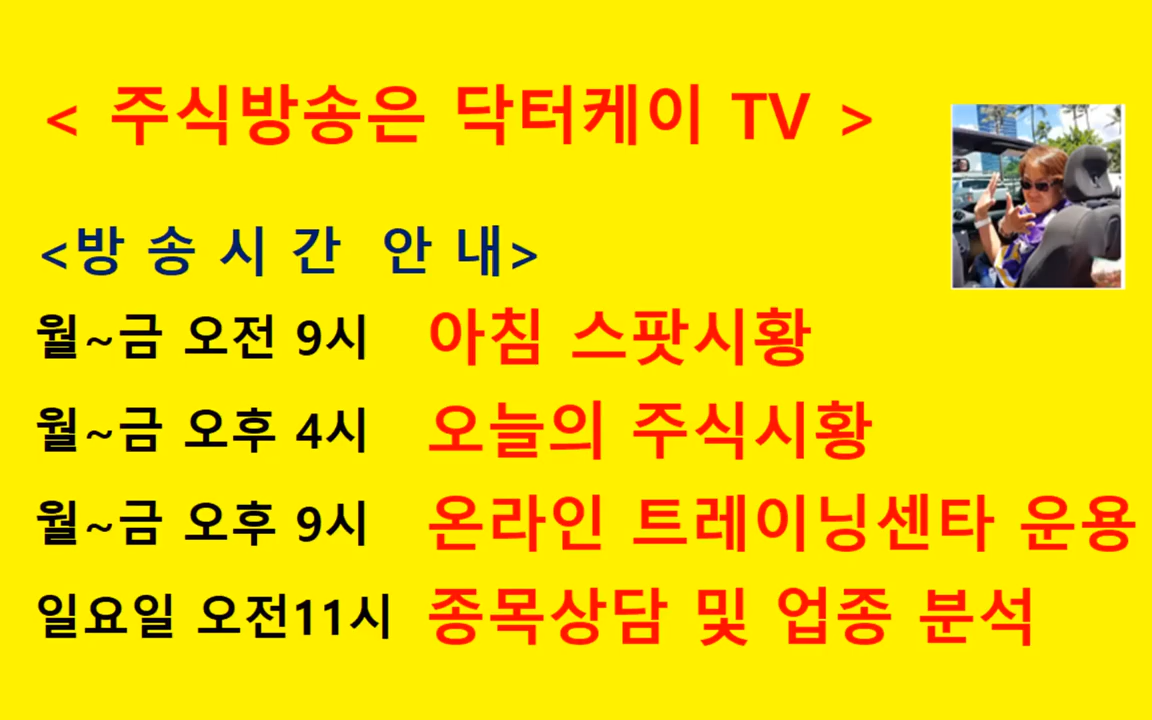 < 주식방송은 닥터케이 TV >
<방 송 시 간 안 내>
월~금 오전 9시 아침 스팟시황
월~금 오후 4시 오늘의 주식시황
월~금 오후 9시 온라인 트레이닝센타 운용
일요일 오전11시 종목상담 및 업종 분석